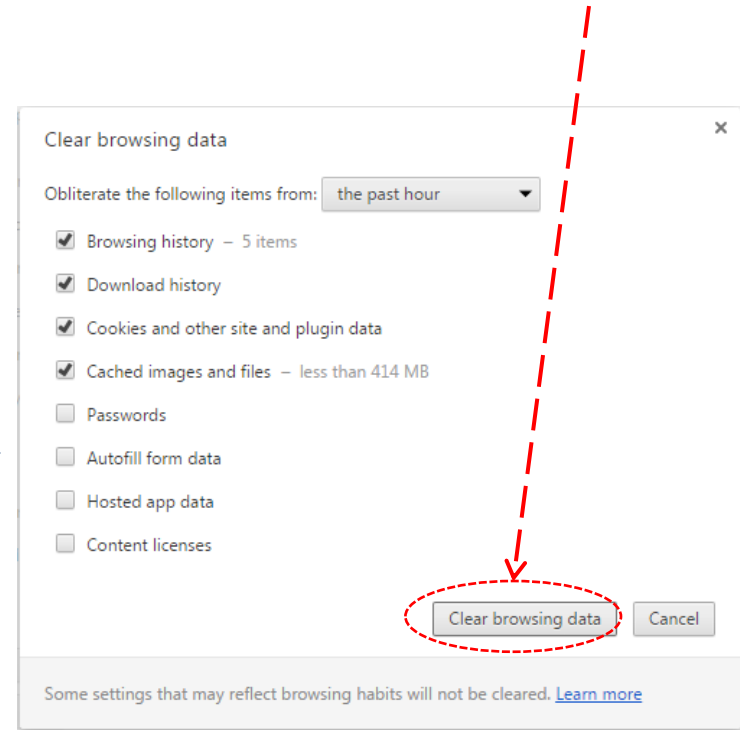 Clear browsing data
Obliterate the following items from: the past hour
Browsing history – 5 items
Download history
Cookies and other site and plugin data
Cached images and files – less than 414 MB
Passwords
Autofill form data
Hosted app data
Content licenses
Clear browsing data Cancel
Some settings that may reflect browsing habits will not be cleared. Learn more